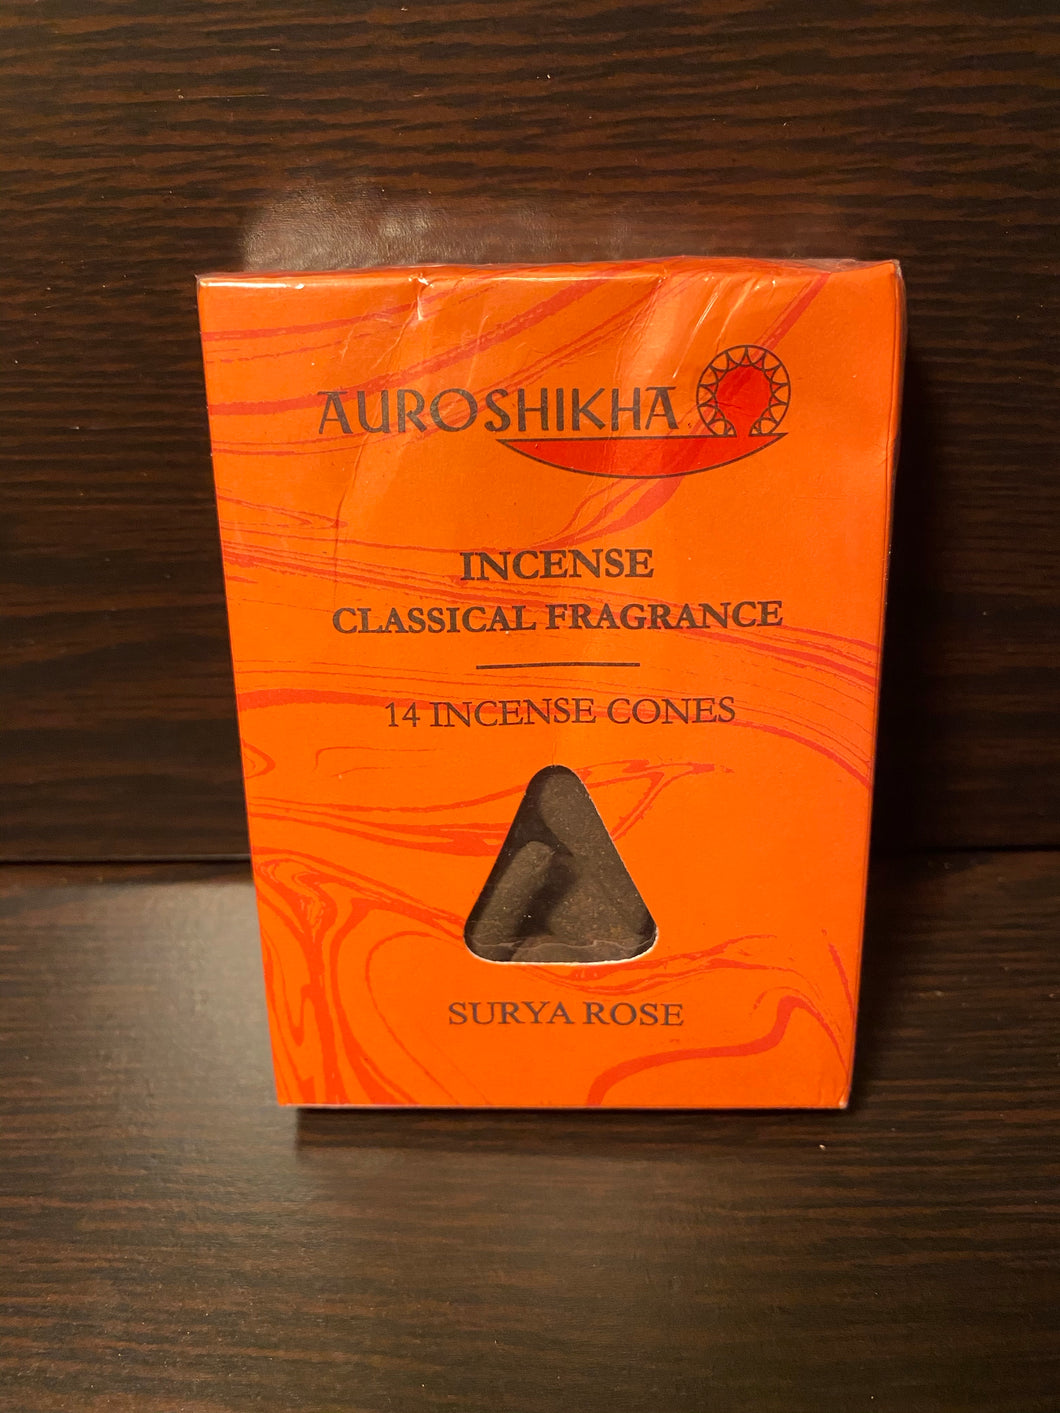 AUROSHIKHA
INCENSE
CLASSICAL FRAGRANCE
14 INCENSE CONES
SURYA ROSE